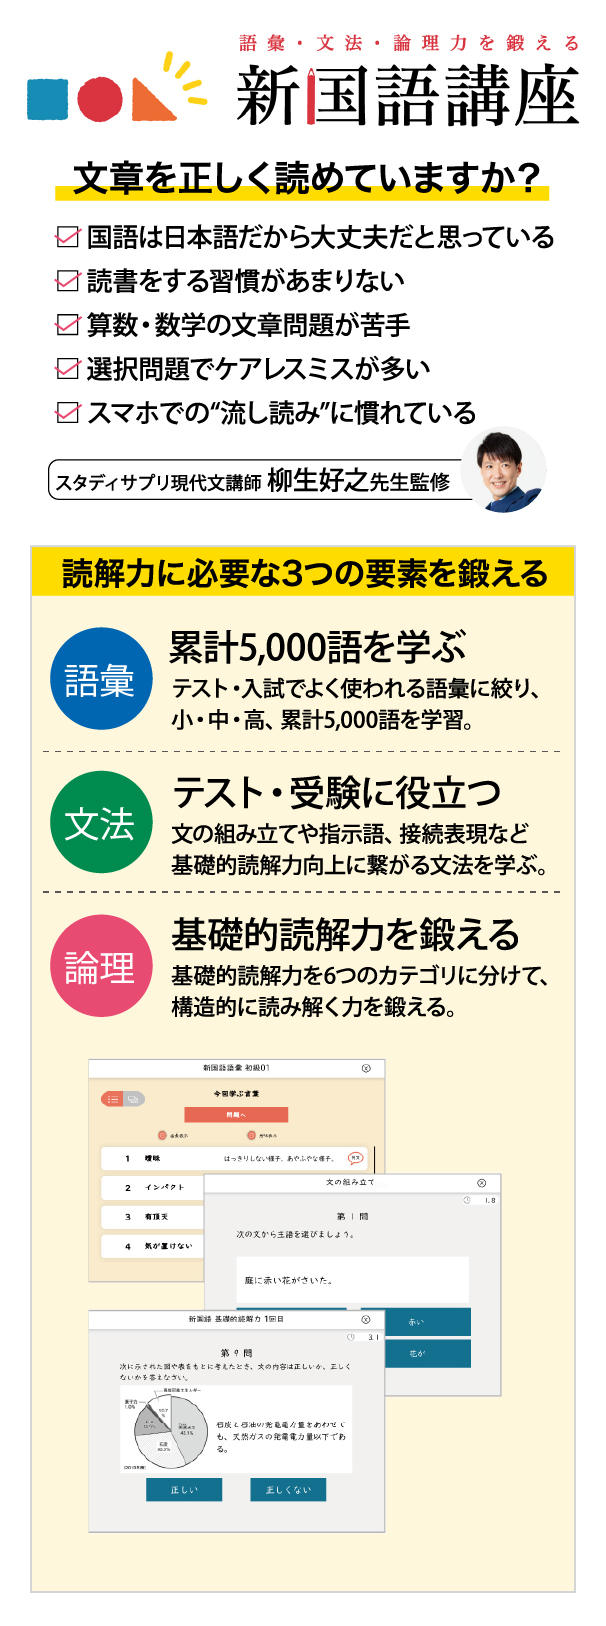 語彙・文法・論理力を鍛える
新国語講座
文章を正しく読めていますか?
国語は日本語だから大丈夫だと思っている
読書をする習慣があまりない
算数・数学の文章問題が苦手
選択問題でケアレスミスが多い
スマホでの“流し読み”に慣れている
スタディサプリ現代文講師 柳生好之先生監修
読解力に必要な3つの要素を鍛える
語彙
累計5,000語を学ぶ
テスト・入試でよく使われる語彙に絞り、
小・中・高、累計5,000語を学習。
文法
テスト・受験に役立つ
文の組み立てや指示語、接続表現など
基礎的読解力向上に繋がる文法を学ぶ。
論理
基礎的読解力を鍛える
基礎的読解力を6つのカテゴリに分けて、
構造的に読み解く力を鍛える。
新国語語彙 初級01
今回学ぶ言葉
問題へ
1 曖昧 はっきりしない様子。あやふやな様子。
2 インパクト
3 有頂天
4 気が置けない
文の組み立て
1.8
第1問
次の文から主語を選びましょう。
庭に赤い花がさいた。
赤い
花が
新国語 基礎的読解力 1回目
3.1
第9問
次に示された図や表をもとに考えたとき、文の内容は正しいか、正しく
ないかを答えなさい。
原子力
石炭
石炭と石油の発電電力量をあわせて
も、天然ガスの発電電力量以下であ
る。
正しい
正しくない